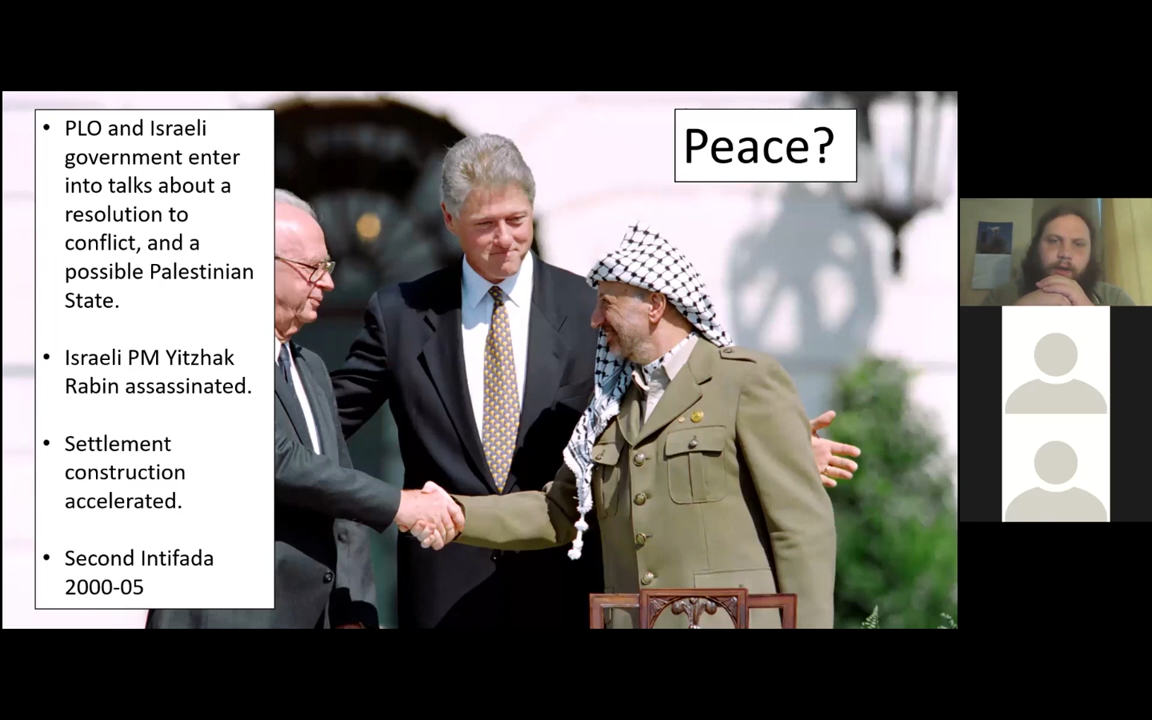 • PLO and Israeli
government enter
into talks about a
resolution to
conflict, and a
possible Palestinian
State.
• Israeli PM Yitzhak
Rabin assassinated.
• Settlement
construction
accelerated.
• Second Intifada
2000-05
Peace?